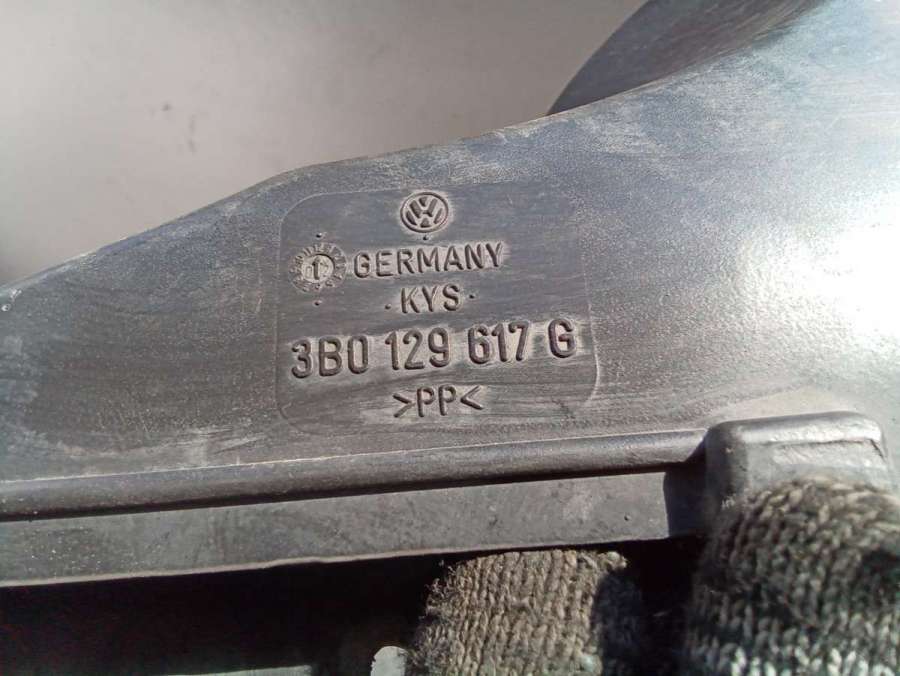 GERMANY
· KYS ·
3B0 129 617 G
>PP<